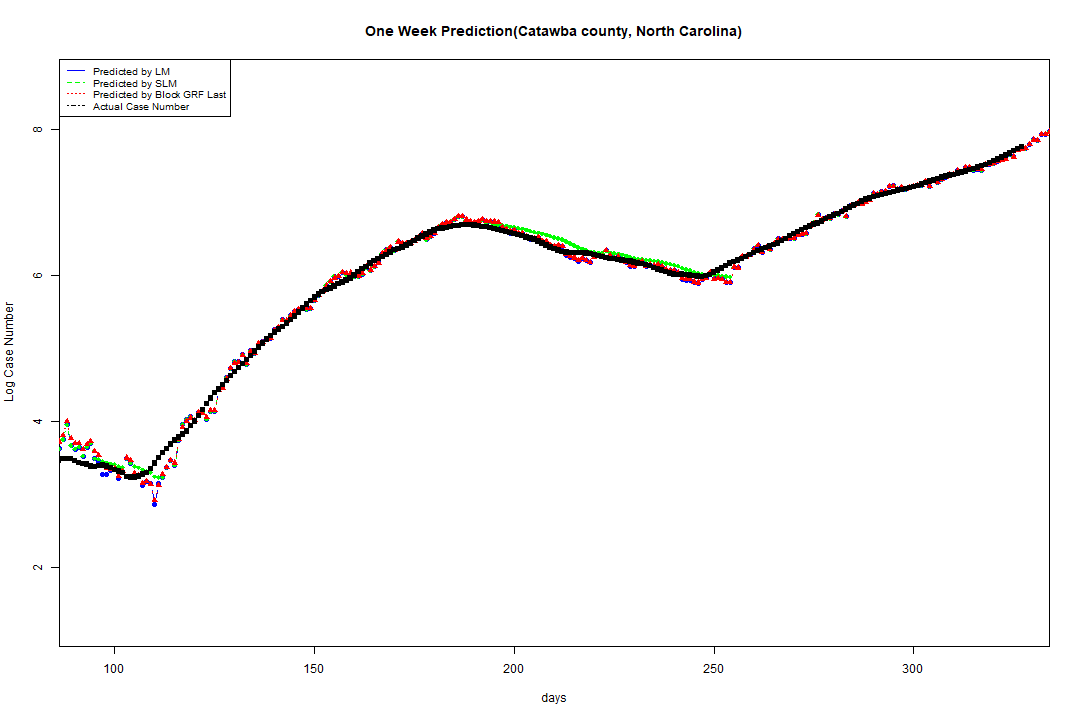 One Week Prediction(Catawba county, North Carolina)
Predicted by LM
Predicted by SLM
Predicted by Block GRF Last
Actual Case Number
8
6
4
2
Log Case Number
100 150 200 250 300
days